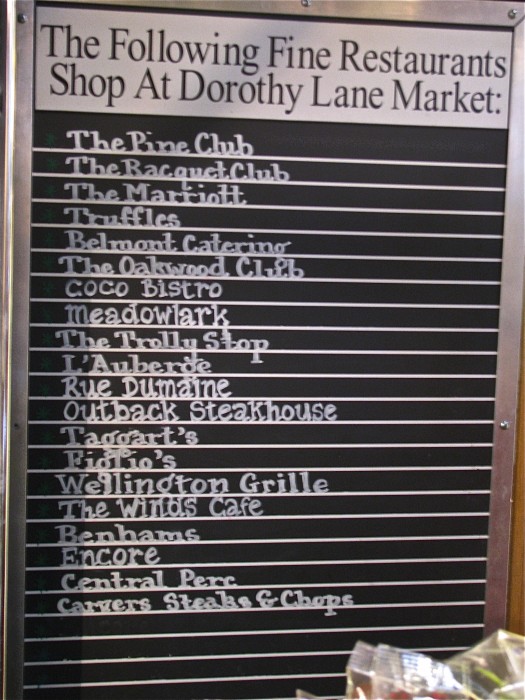 The Following Fine Restaurants
Shop At Dorothy Lane Market:
The Pine Club
The Racquet Club
The Marriott
Truffles
Belmont Catering
The Oakwood Club
COCO BISTRO
meadowlark
The Trolly Stop
L'Auberge
Rue Dumaine
Outback Steakhouse
Taggart's
Figlio's
Wellington Grille
The Winds Cafe
Benhams
Encore
Central Perc
Carvers Steaks & Chops